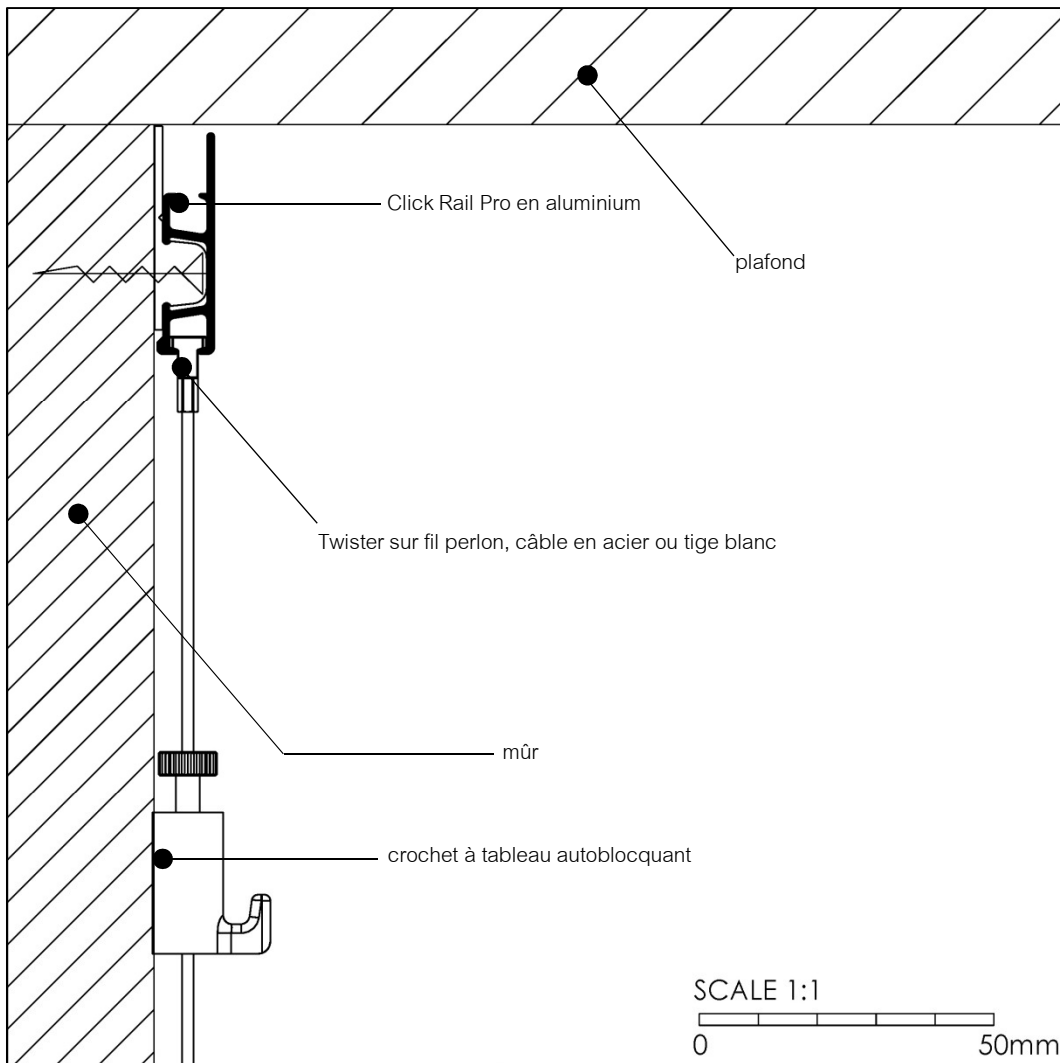 Click Rail Pro en aluminium
plafond
Twister sur fil perlon, câble en acier ou tige blanc
mûr
crochet à tableau autoblocquant
SCALE 1:1
0 50mm